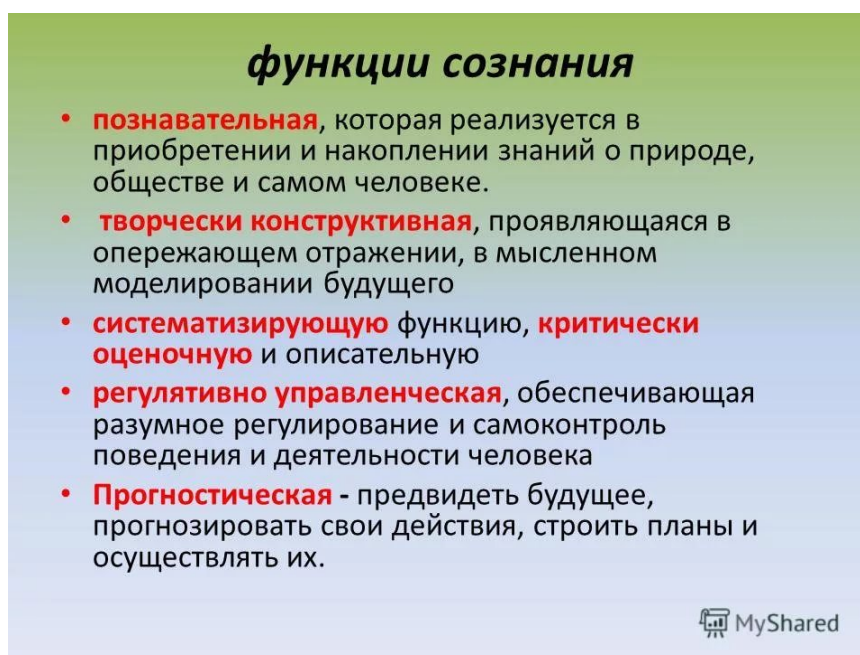 функции сознания
• познавательная, которая реализуется в
приобретении и накоплении знаний о природе,
обществе и самом человеке.
• творчески конструктивная, проявляющаяся в
опережающем отражении, в мысленном
моделировании будущего
• систематизирующую функцию, критически
оценочную и описательную
• регулятивно управленческая, обеспечивающая
разумное регулирование и самоконтроль
поведения и деятельности человека
• Прогностическая - предвидеть будущее,
прогнозировать свои действия, строить планы и
осуществлять их.
MyShared